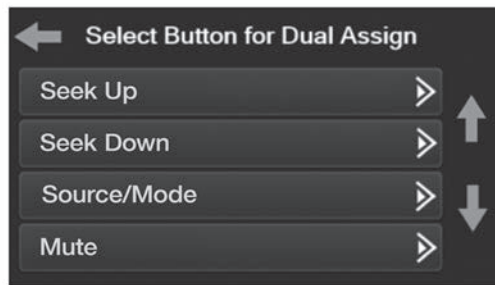 Select Button for Dual Assign
Seek Up
Seek Down
Source/Mode
Mute